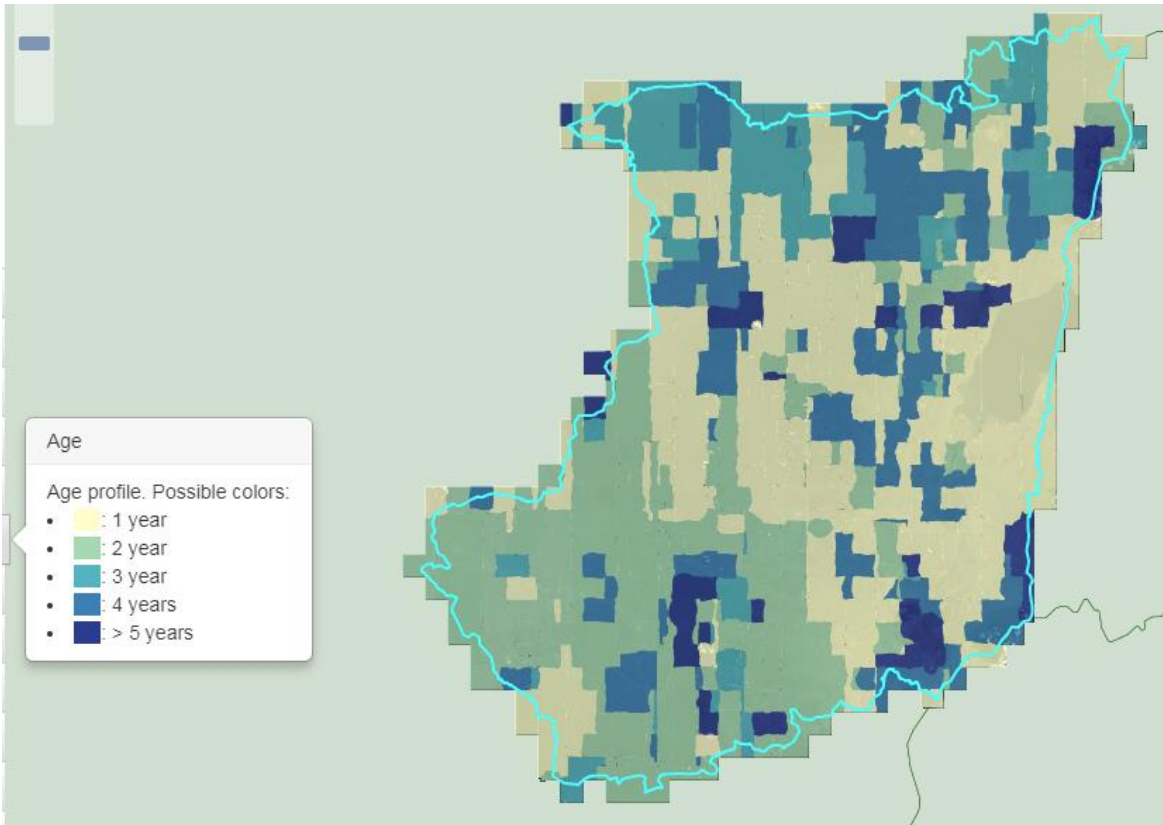 Age
Age profile. Possible colors:
• : 1 year
• : 2 year
• : 3 year
• : 4 years
• : > 5 years